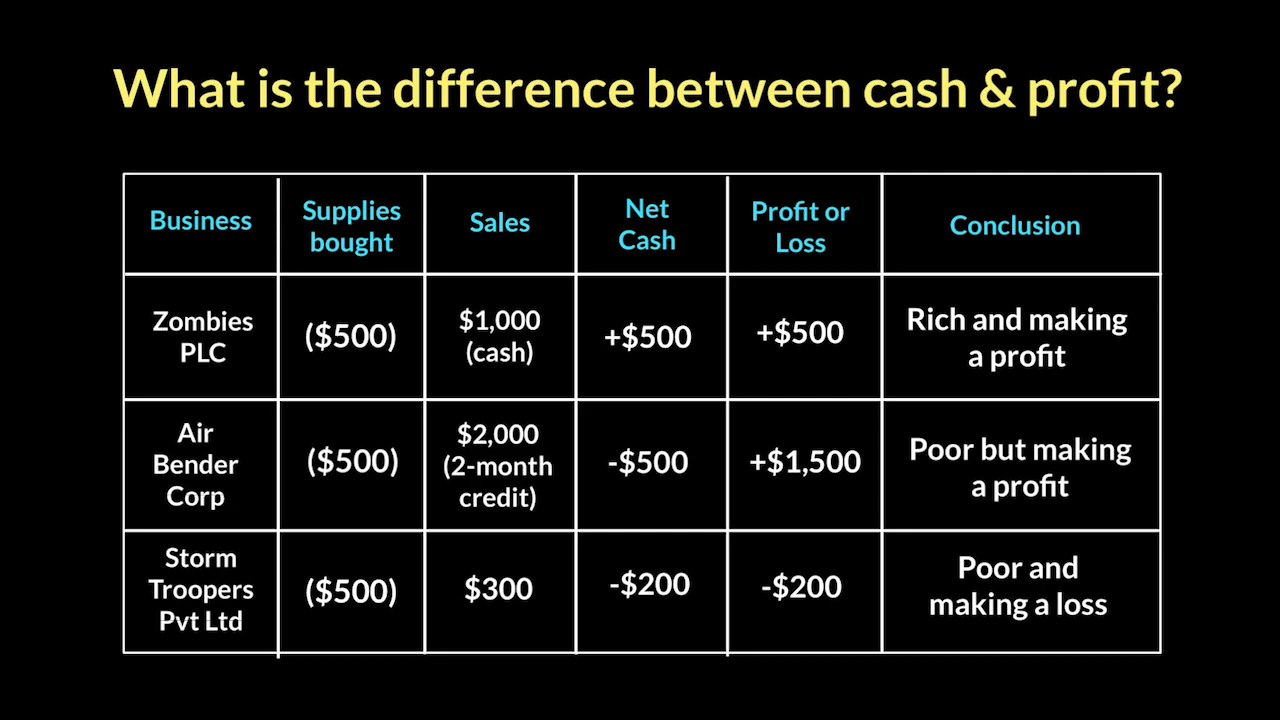 What is the difference between cash & profit?
Business
Supplies
bought
Sales
Net
Cash
Profit or
Loss
Conclusion
Zombies
PLC
($500)
$1,000
(cash)
+$500
+$500
Rich and making
a profit
Air
Bender
Corp
($500)
$2,000
(2-month
credit)
-$500
+$1,500
Poor but making
a profit
Storm
Troopers
Pvt Ltd
($500)
$300
-$200
-$200
Poor and
making a loss